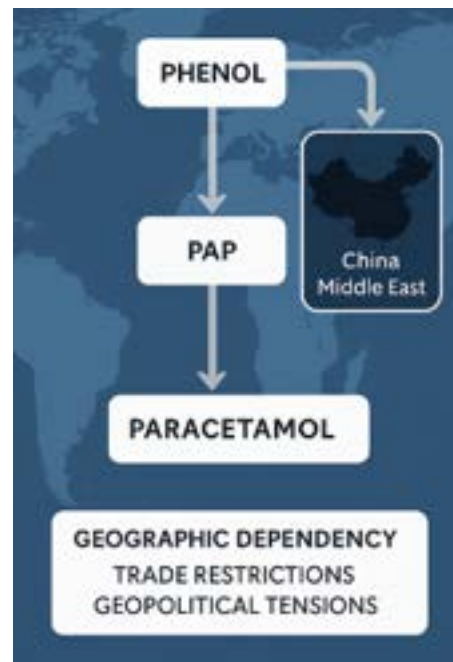 PHENOL
PAP
China
Middle East
PARACETAMOL
GEOGRAPHIC DEPENDENCY
TRADE RESTRICTIONS
GEOPOLITICAL TENSIONS